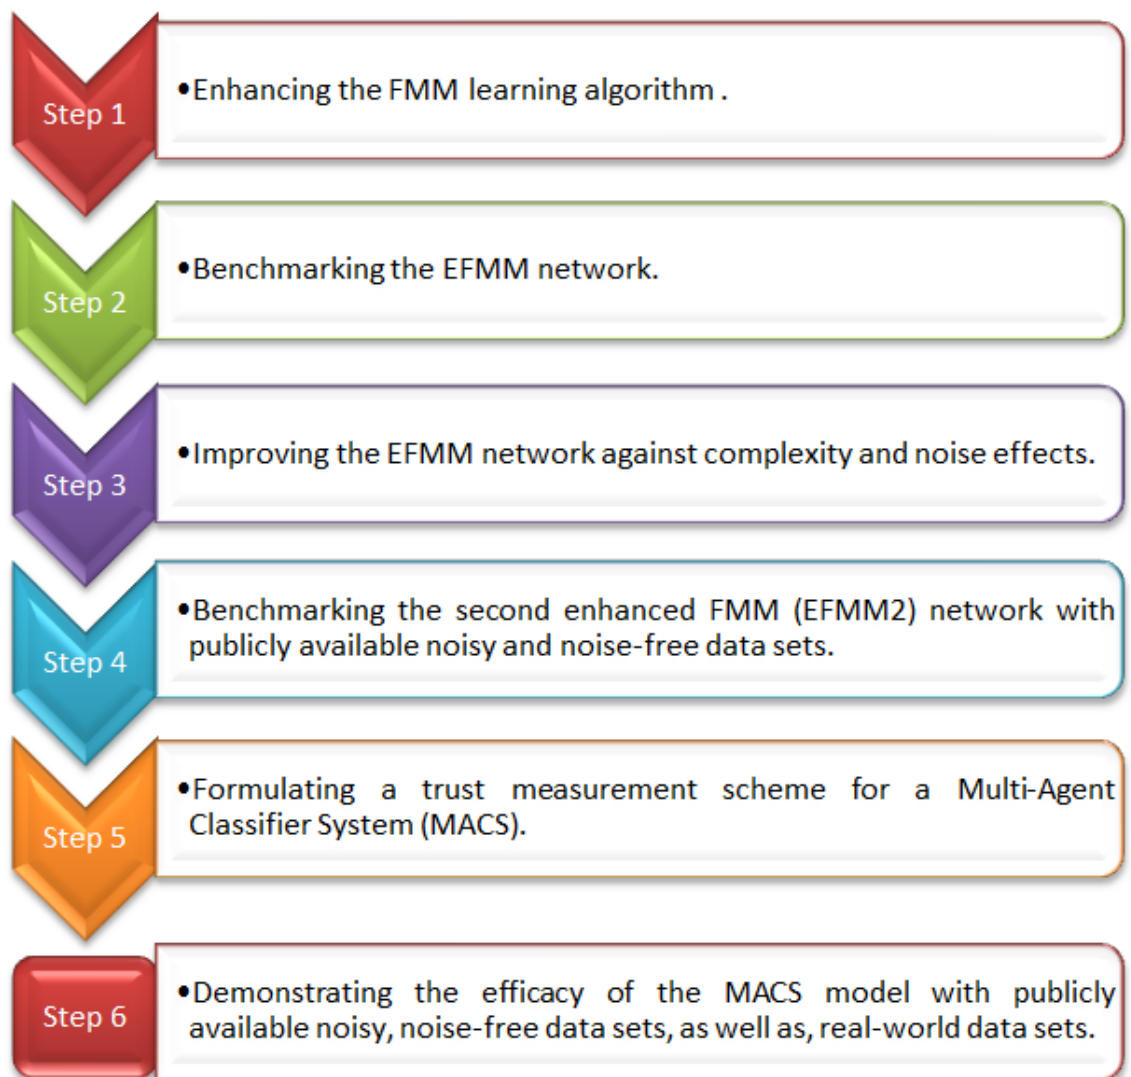 Step 1
•Enhancing the FMM learning algorithm .
Step 2
•Benchmarking the EFMM network.
Step 3
•Improving the EFMM network against complexity and noise effects.
Step 4
•Benchmarking the second enhanced FMM (EFMM2) network with
publicly available noisy and noise-free data sets.
Step 5
•Formulating a trust measurement scheme for a Multi-Agent
Classifier System (MACS).
Step 6
•Demonstrating the efficacy of the MACS model with publicly
available noisy, noise-free data sets, as well as, real-world data sets.